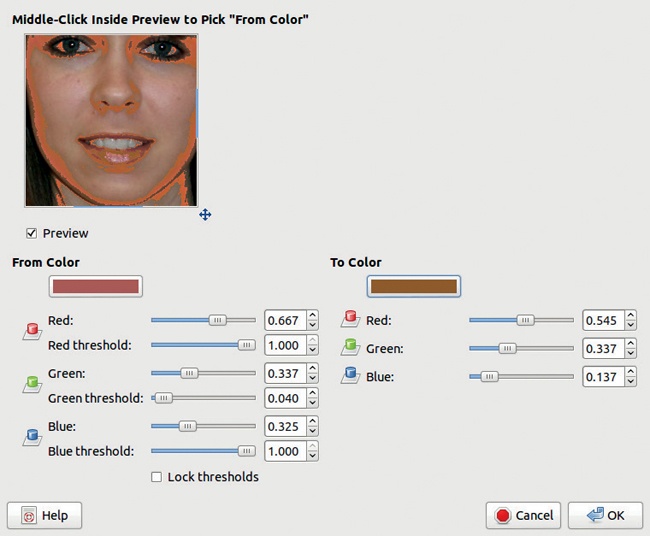 Middle-Click Inside Preview to Pick "From Color"
Preview
From Color
To Color
Red: 0.667
Red: 0.545
Red threshold: 1.000
Green: 0.337
Green: 0.337
Green threshold: 0.040
Blue: 0.137
Blue: 0.325
Blue threshold: 1.000
Lock thresholds
Help
Cancel
OK